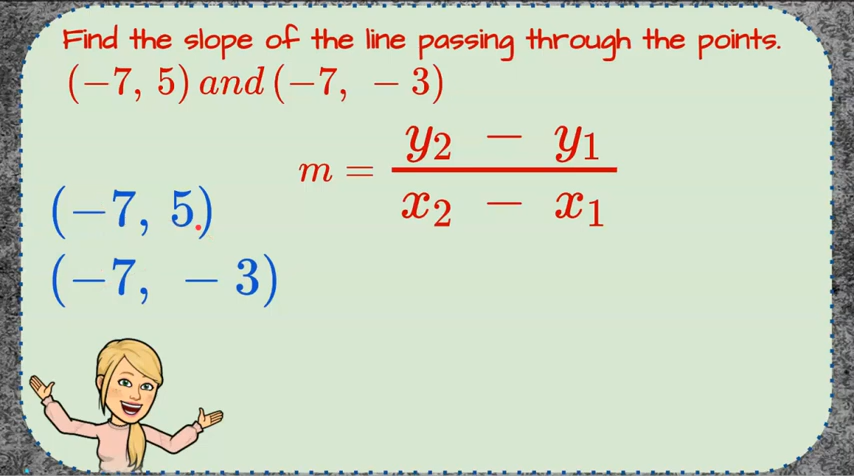 Find the slope of the line passing through the points.
(−7, 5) and (−7, − 3)
m = (y₂ − y₁) / (x₂ − x₁)
(−7, 5)
(−7, − 3)